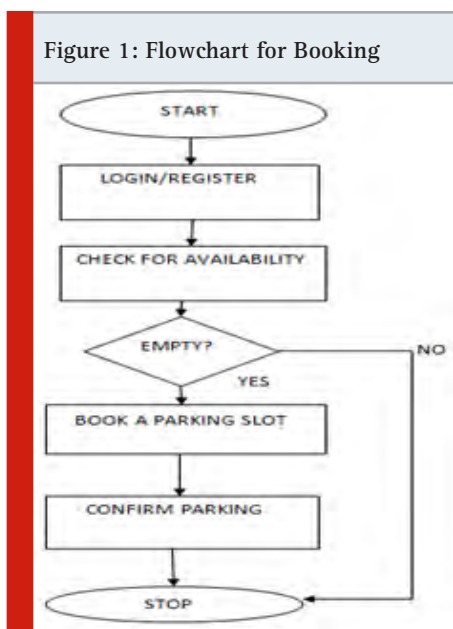 Figure 1: Flowchart for Booking
START
LOGIN/REGISTER
CHECK FOR AVAILABILITY
EMPTY?
NO
YES
BOOK A PARKING SLOT
CONFIRM PARKING
STOP